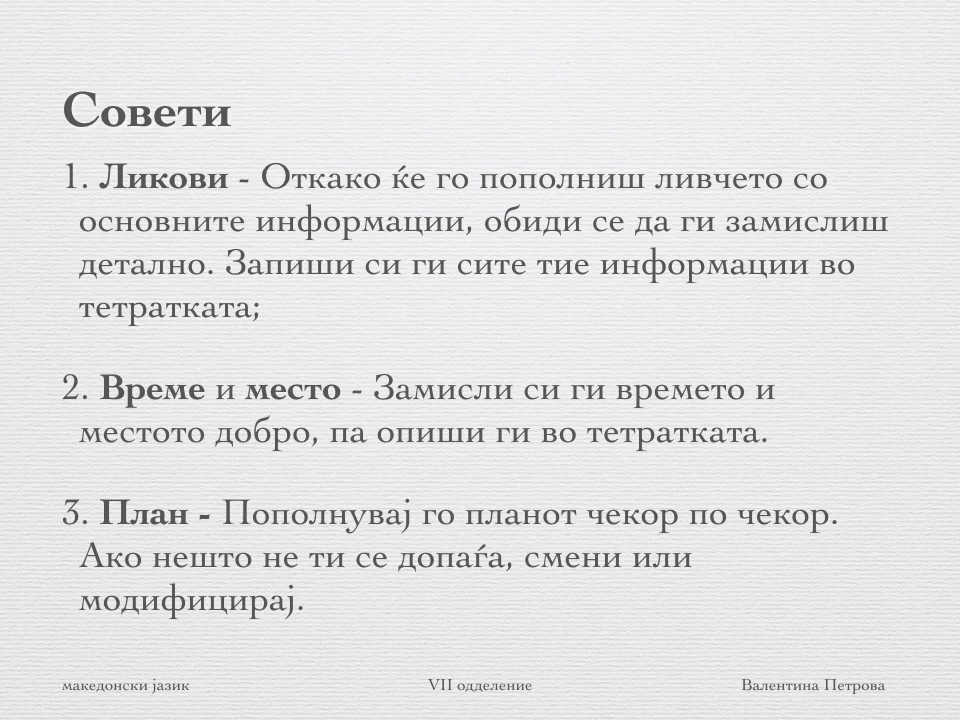 Совети
1. Ликови - Откако ќе го пополниш ливчето со
основните информации, обиди се да ги замислиш
детално. Запиши си ги сите тие информации во
тетратката;
2. Време и место - Замисли си ги времето и
местото добро, па опиши ги во тетратката.
3. План - Пополнувај го планот чекор по чекор.
Ако нешто не ти се допаѓа, смени или
модифицирај.
македонски јазик VII одделение Валентина Петрова